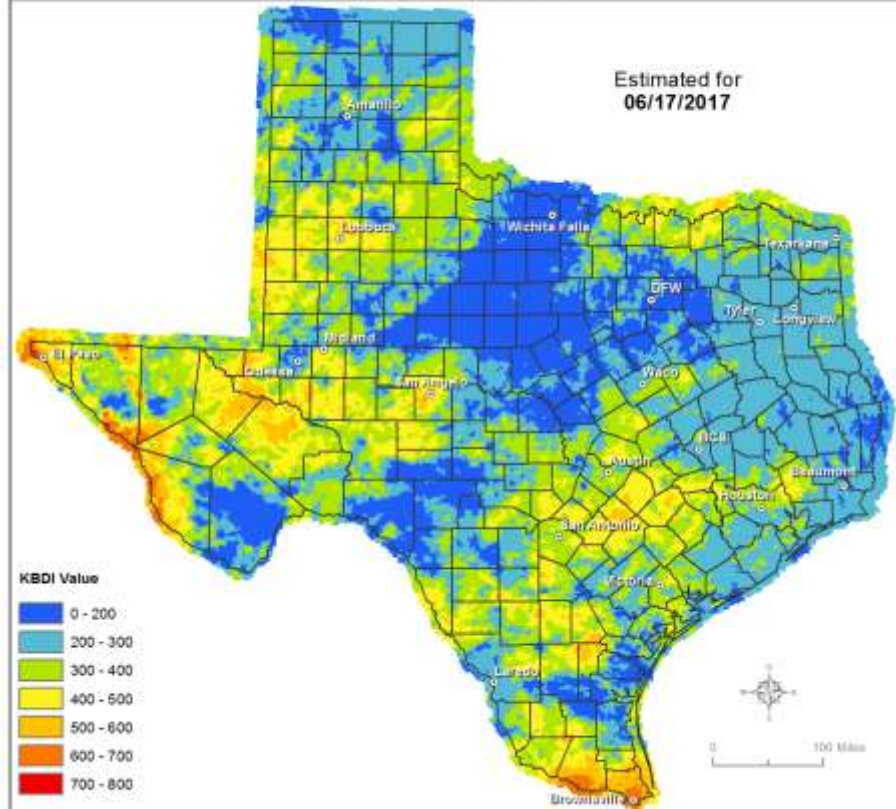 Estimated for
06/17/2017
Amarillo
Lubbock
Wichita Falls
Texarkana
DFW
Tyler
Longview
El Paso
Midland
Odessa
San Angelo
Waco
BCS
Austin
Beaumont
Houston
San Antonio
Victoria
Laredo
Brownsville
KBDI Value
0 - 200
200 - 300
300 - 400
400 - 500
500 - 600
600 - 700
700 - 800
0 100 Miles